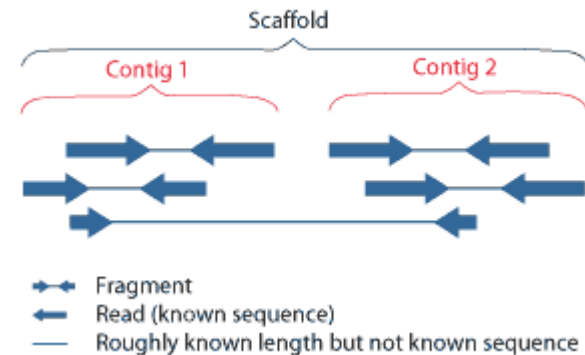 Scaffold
Contig 1
Contig 2
Fragment
Read (known sequence)
Roughly known length but not known sequence